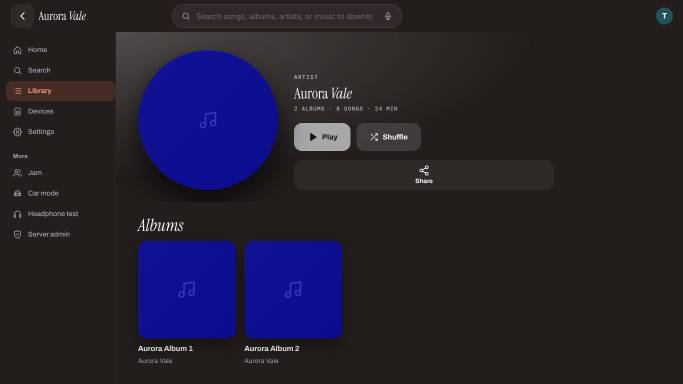 Aurora Vale
Search songs, albums, artists, or music to downlo
T
Home
Search
Library
Devices
Settings
More
Jam
Car mode
Headphone test
Server admin
ARTIST
Aurora Vale
2 ALBUMS · 8 SONGS · 24 MIN
Play
Shuffle
Share
Albums
Aurora Album 1
Aurora Vale
Aurora Album 2
Aurora Vale